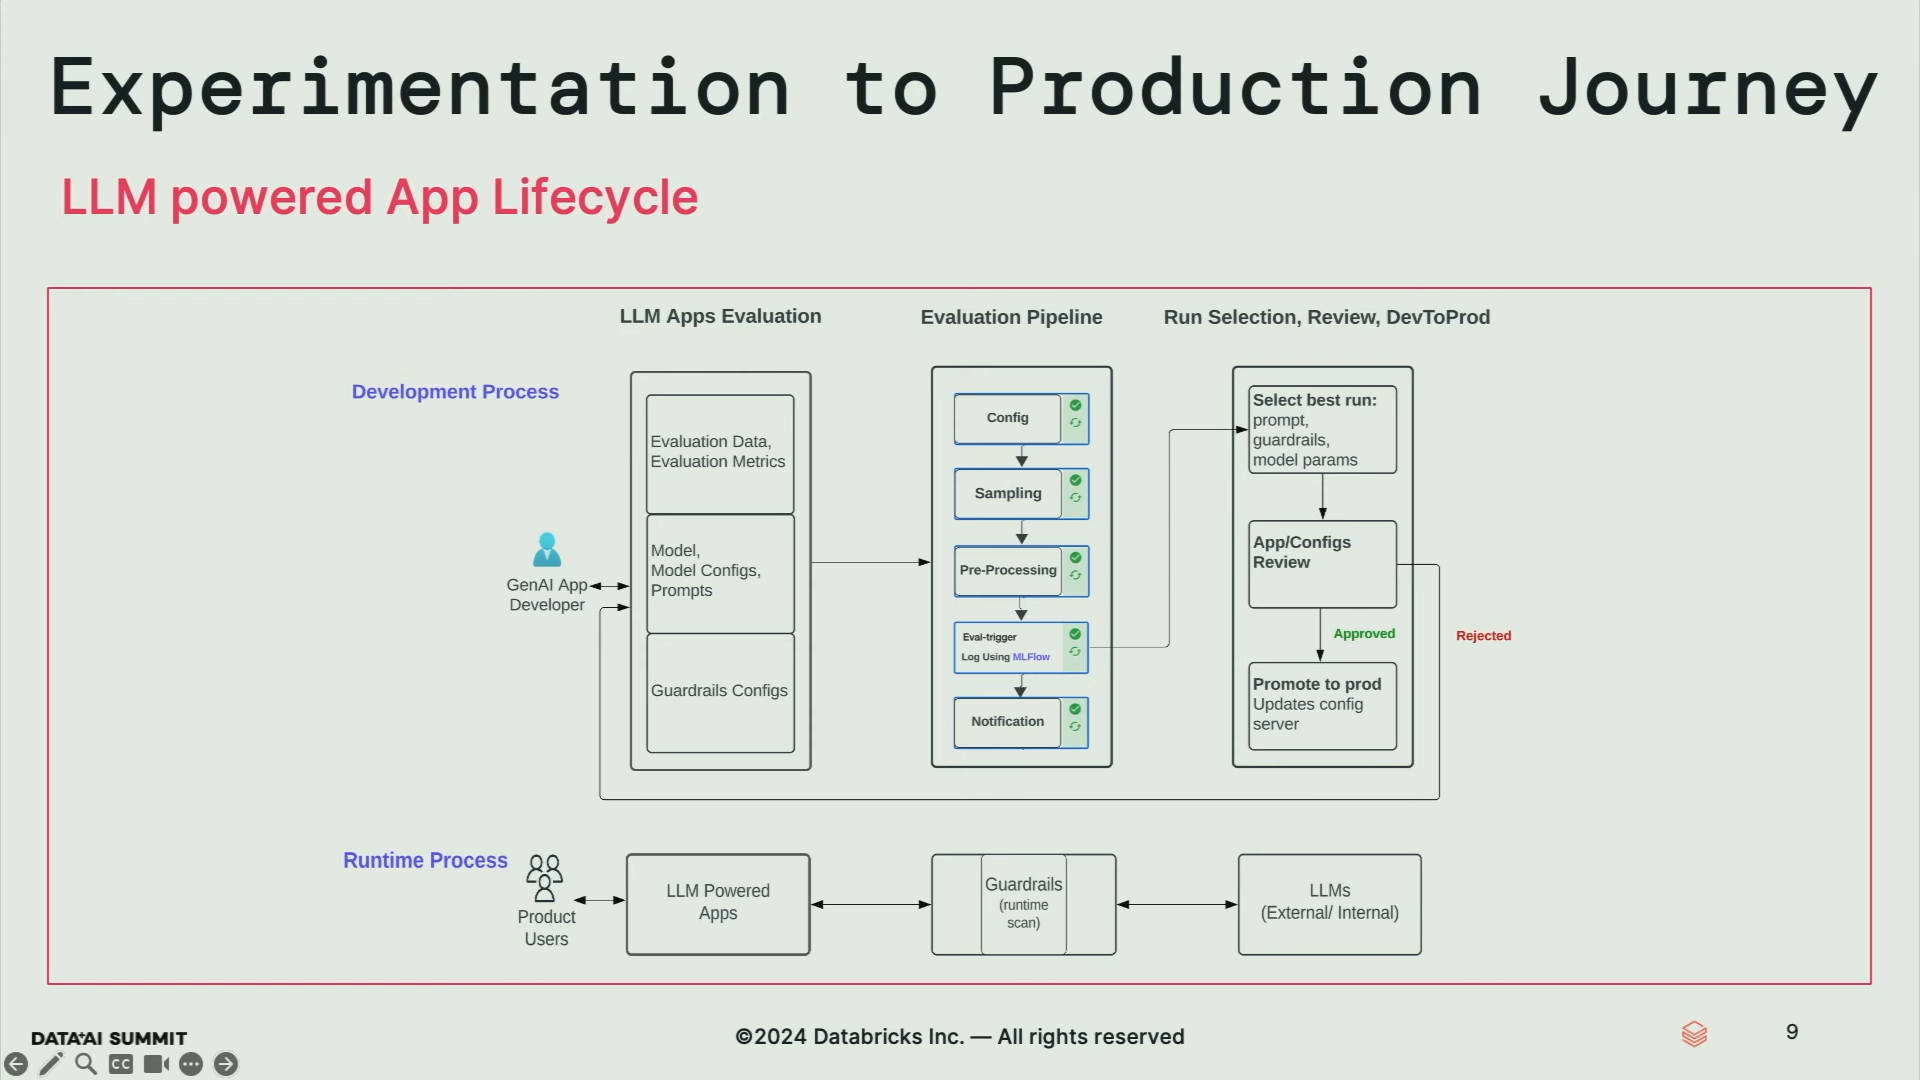 Experimentation to Production Journey
LLM powered App Lifecycle
LLM Apps Evaluation
Evaluation Pipeline
Run Selection, Review, DevToProd
Development Process
GenAI App
Developer
Evaluation Data,
Evaluation Metrics
Model,
Model Configs,
Prompts
Guardrails Configs
Config
Sampling
Pre-Processing
Eval-trigger
Log Using MLFlow
Notification
Select best run:
prompt,
guardrails,
model params
App/Configs
Review
Approved
Rejected
Promote to prod
Updates config
server
Runtime Process
Product
Users
LLM Powered
Apps
Guardrails
(runtime
scan)
LLMs
(External/ Internal)
DATA+AI SUMMIT
©2024 Databricks Inc. — All rights reserved
9
CC